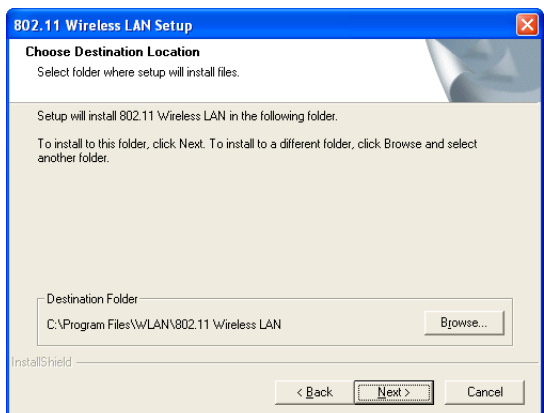 802.11 Wireless LAN Setup
Choose Destination Location
Select folder where setup will install files.
Setup will install 802.11 Wireless LAN in the following folder.
To install to this folder, click Next. To install to a different folder, click Browse and select
another folder.
Destination Folder
C:\Program Files\WLAN\802.11 Wireless LAN
Browse...
InstallShield
< Back
Next >
Cancel